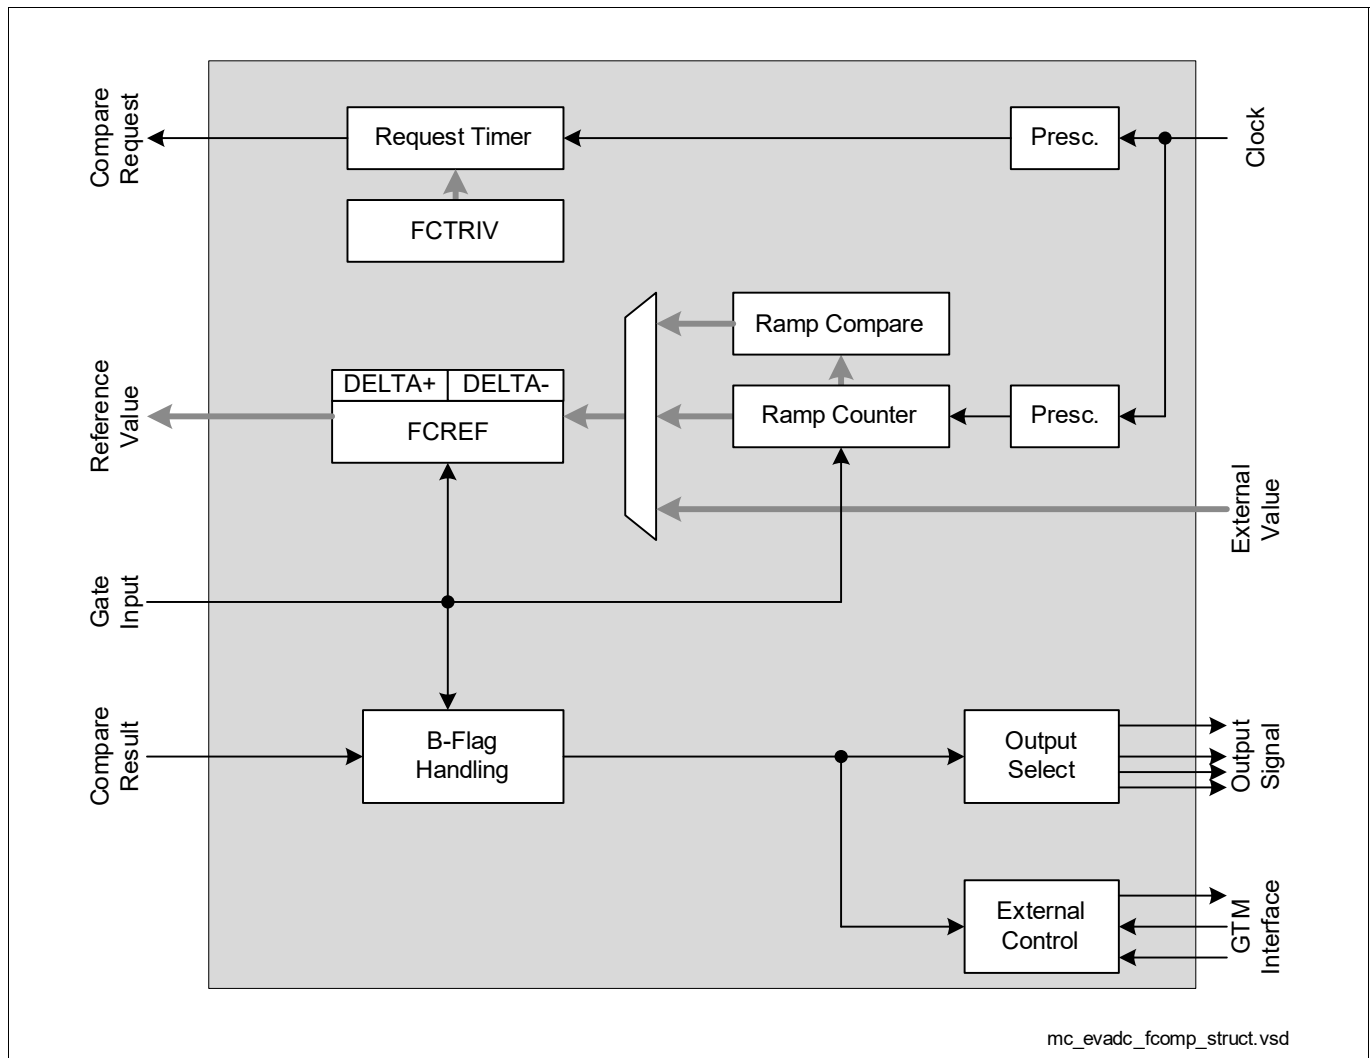 Compare
Request
Request Timer
Presc.
Clock
FCTRIV
Ramp Compare
Reference
Value
DELTA+
DELTA-
FCREF
Ramp Counter
Presc.
External
Value
Gate
Input
Compare
Result
B-Flag
Handling
Output
Select
Output
Signal
External
Control
GTM
Interface
mc_evadc_fcomp_struct.vsd